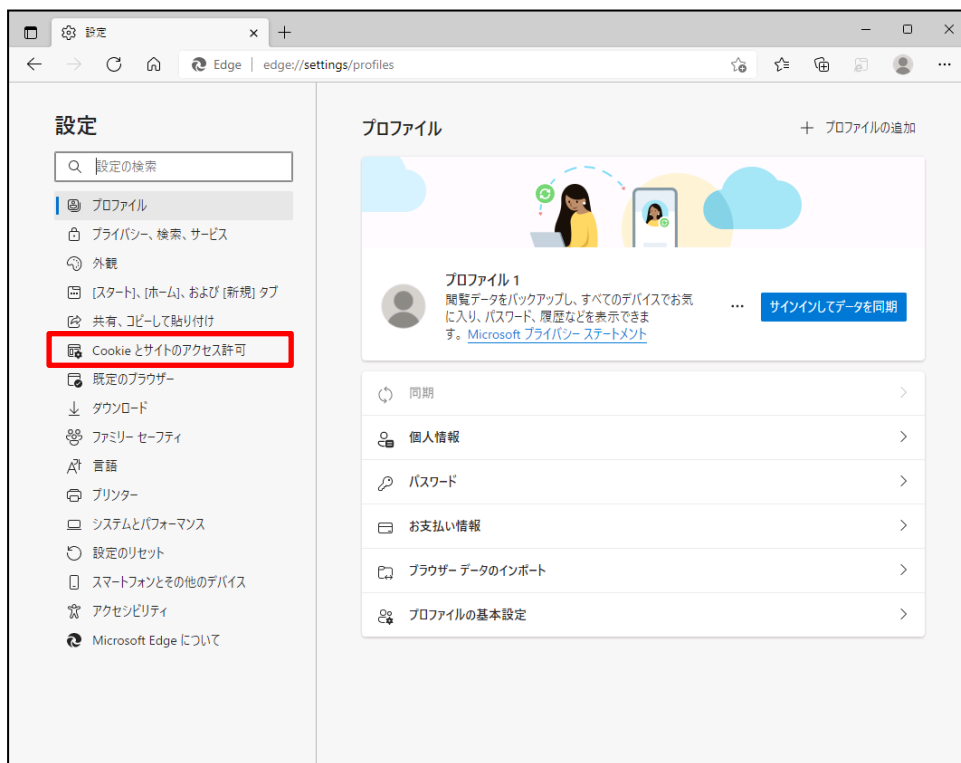 設定
Edge | edge://settings/profiles
設定
設定の検索
プロファイル
プライバシー、検索、サービス
外観
[スタート]、[ホーム]、および [新規] タブ
共有、コピーして貼り付け
Cookie とサイトのアクセス許可
既定のブラウザー
ダウンロード
ファミリー セーフティ
言語
プリンター
システムとパフォーマンス
設定のリセット
スマートフォンとその他のデバイス
アクセシビリティ
Microsoft Edge について
プロファイル
プロファイルの追加
プロファイル 1
閲覧データをバックアップし、すべてのデバイスでお気
に入り、パスワード、履歴などを表示できま
す。Microsoft プライバシー ステートメント
サインインしてデータを同期
同期
個人情報
パスワード
お支払い情報
ブラウザー データのインポート
プロファイルの基本設定